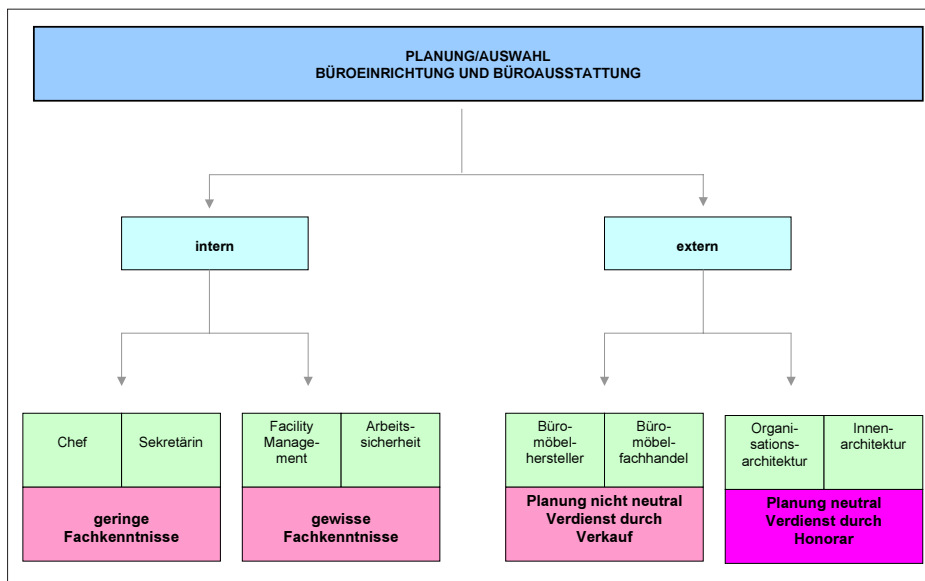 PLANUNG/AUSWAHL
BÜROEINRICHTUNG UND BÜROAUSSTATTUNG
intern
extern
Chef
Sekretärin
geringe
Fachkenntnisse
Facility
Manage-
ment
Arbeits-
sicherheit
gewisse
Fachkenntnisse
Büro-
möbel-
hersteller
Büro-
möbel-
fachhandel
Planung nicht neutral
Verdienst durch
Verkauf
Organi-
sations-
architektur
Innen-
architektur
Planung neutral
Verdienst durch
Honorar